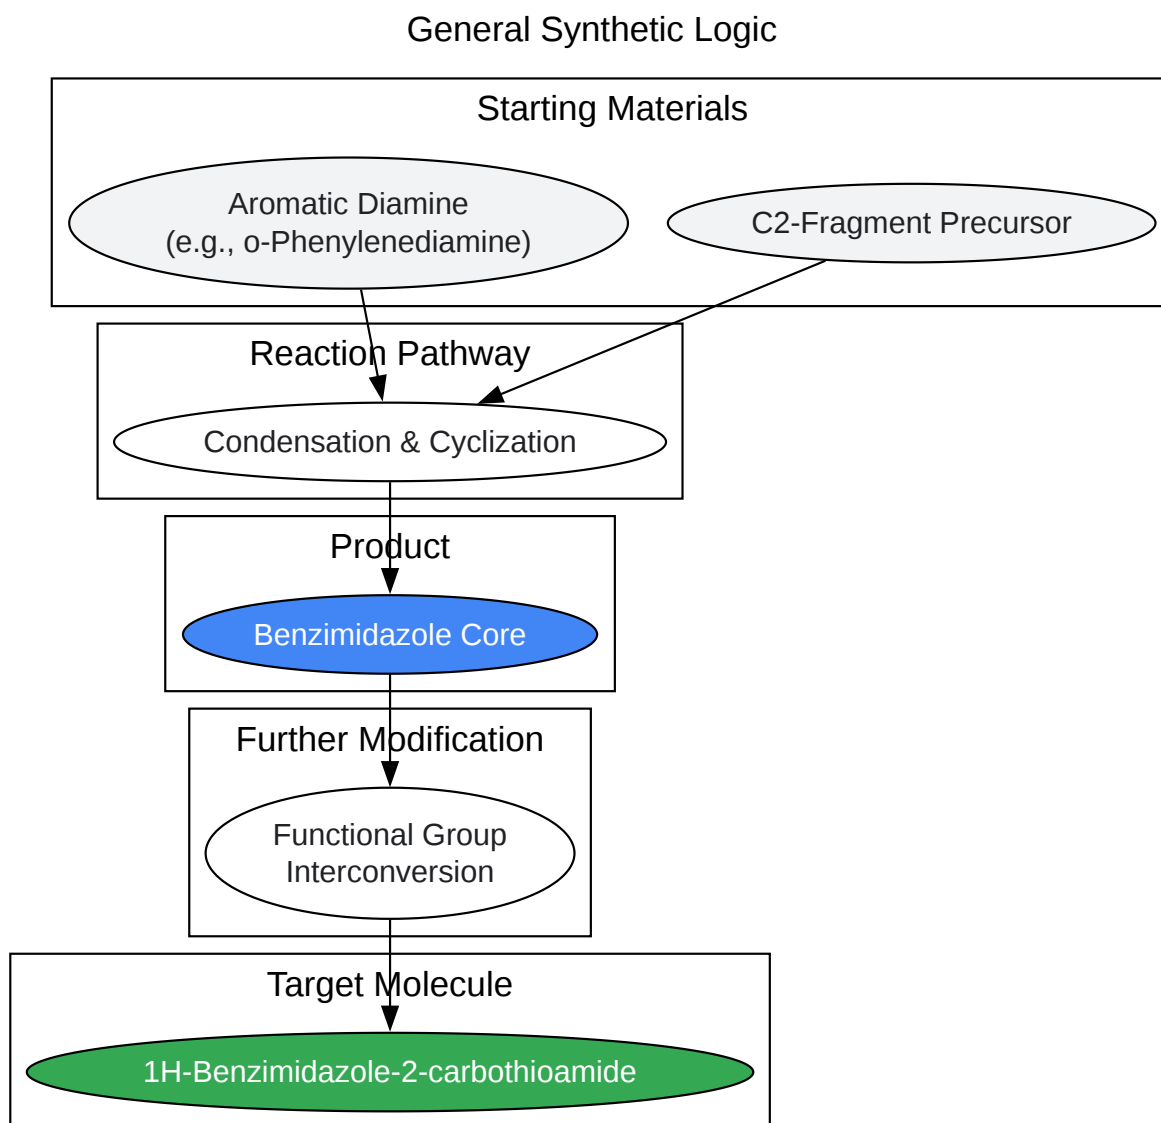 General Synthetic Logic
Starting Materials
Aromatic Diamine
(e.g., o-Phenylenediamine)
C2-Fragment Precursor
Reaction Pathway
Condensation & Cyclization
Product
Benzimidazole Core
Further Modification
Functional Group
Interconversion
Target Molecule
1H-Benzimidazole-2-carbothioamide